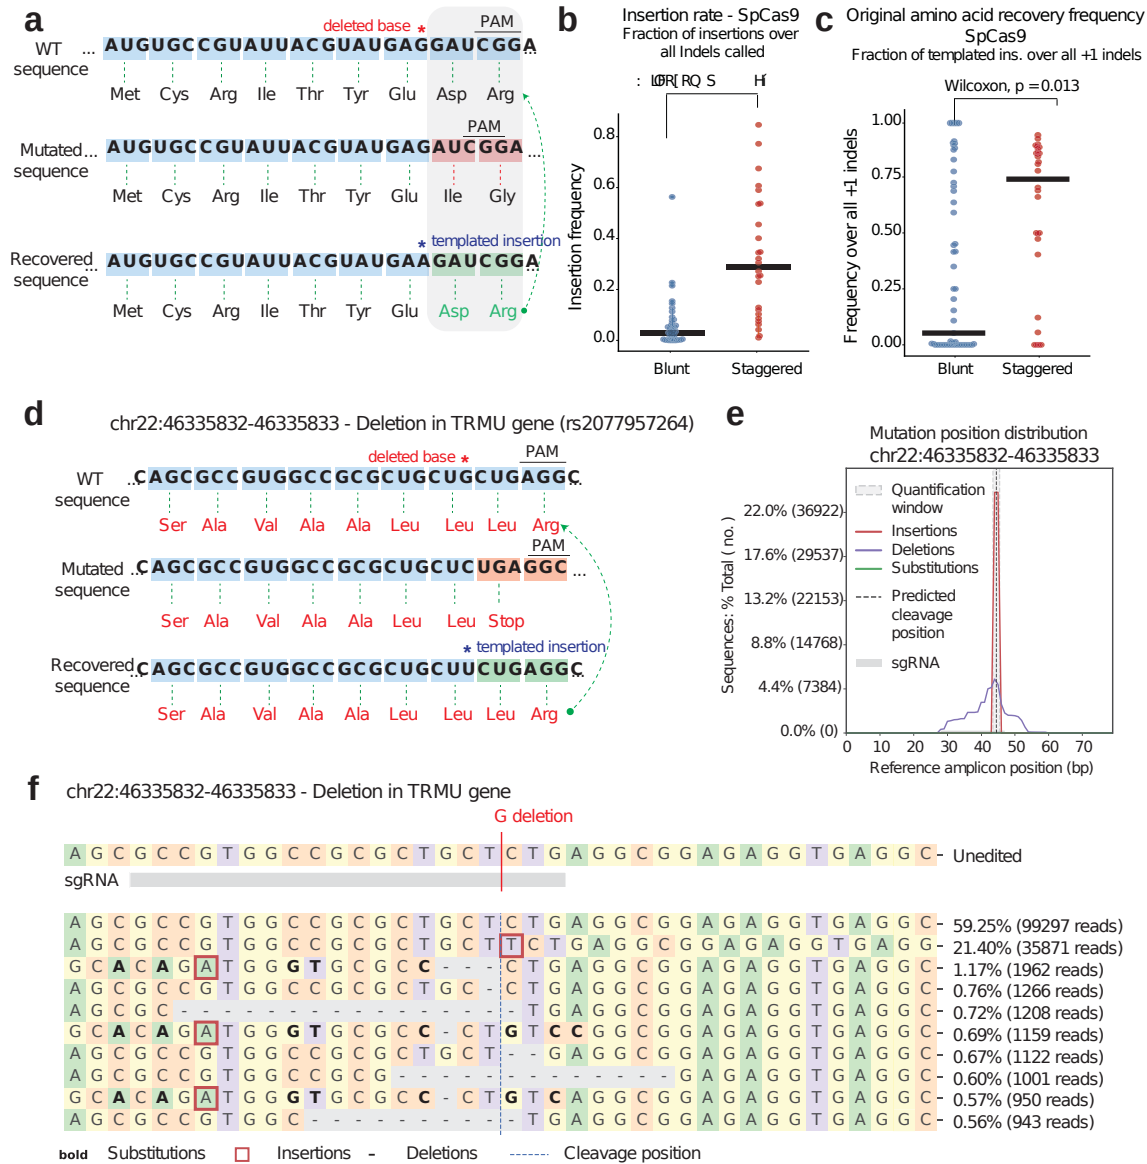 a
deleted base * PAM
WT sequence ... AUGUGCCGUAUUACGUAUGAGGAUCGGA
Met Cys Arg Ile Thr Tyr Glu Asp Arg
PAM
Mutated sequence ... AUGUGCCGUAUUACGUAUGAGAUCGGA ...
Met Cys Arg Ile Thr Tyr Glu Ile Gly
* templated insertion
Recovered sequence ... AUGUGCCGUAUUACGUAUGAAGAUCGGA ...
Met Cys Arg Ile Thr Tyr Glu Asp Arg
b
Insertion rate - SpCas9
Fraction of insertions over
all Indels called
Insertion frequency
0.8
0.6
0.4
0.2
0.0
Blunt Staggered
c
Original amino acid recovery frequency
SpCas9
Fraction of templated ins. over all +1 indels
Wilcoxon, p = 0.013
Frequency over all +1 indels
1.00
0.75
0.50
0.25
0.00
Blunt Staggered
d
chr22:46335832-46335833 - Deletion in TRMU gene (rs2077957264)
deleted base * PAM
WT sequence ... CAGCGCCGUGGCCGCGCUGCUGCUGAGGC ...
Ser Ala Val Ala Ala Leu Leu Leu Arg
PAM
Mutated sequence ... CAGCGCCGUGGCCGCGCUGCUCUGAGGC ...
Ser Ala Val Ala Ala Leu Leu Stop
* templated insertion
Recovered sequence ... CAGCGCCGUGGCCGCGCUGCUUCUGAGGC ...
Ser Ala Val Ala Ala Leu Leu Leu Arg
e
Mutation position distribution
chr22:46335832-46335833
Sequences: % Total ( no. )
22.0% (36922)
17.6% (29537)
13.2% (22153)
8.8% (14768)
4.4% (7384)
0.0% (0)
Quantification window
Insertions
Deletions
Substitutions
Predicted cleavage position
sgRNA
0 10 20 30 40 50 60 70
Reference amplicon position (bp)
f
chr22:46335832-46335833 - Deletion in TRMU gene
G deletion
A G C G C C G T G G C C G C G C T G C T C T G A G G C G G A G A G G T G A G G C - Unedited
sgRNA
A G C G C C G T G G C C G C G C T G C T C T G A G G C G G A G A G G T G A G G C - 59.25% (99297 reads)
A G C G C C G T G G C C G C G C T G C T T C T G A G G C G G A G A G G T G A G G - 21.40% (35871 reads)
G C A C A G A T G G G T G C G C C - - - C T G A G G C G G A G A G G T G A G G C - 1.17% (1962 reads)
A G C G C C G T G G C C G C G C T G C - C T G A G G C G G A G A G G T G A G G C - 0.76% (1266 reads)
A G C G C - - - - - - - - - - - - - - - - T G A G G C G G A G A G G T G A G G C - 0.72% (1208 reads)
G C A C A G A T G G G T G C G C C - C T G T C C G G C G G A G A G G T G A G G C - 0.69% (1159 reads)
A G C G C C G T G G C C G C G C T G C T - - G A G G C G G A G A G G T G A G G C - 0.67% (1122 reads)
A G C G C C G T G G C C G C G - - - - - - - - - - - - - G A G A G G T G A G G C - 0.60% (1001 reads)
G C A C A G A T G G G T G C G C C - C T G T C A G G C G G A G A G G T G A G G C - 0.57% (950 reads)
A G C G C C G T G G C - - - - - - - - - - T G A G G C G G A G A G G T G A G G C - 0.56% (943 reads)
bold Substitutions Insertions - Deletions Cleavage position